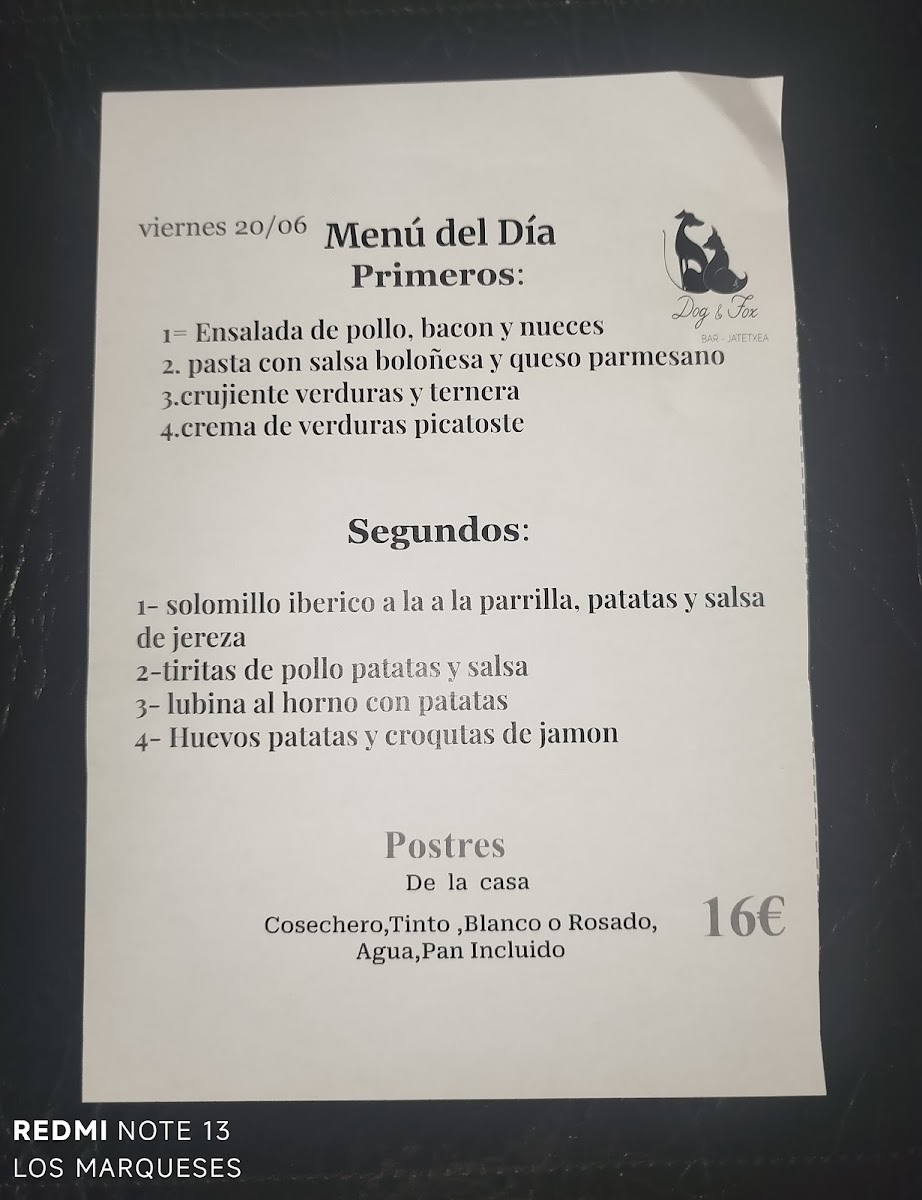 viernes 20/06
Menú del Día
Primeros:
Dog & Fox
BAR - JATETXEA
1= Ensalada de pollo, bacon y nueces
2. pasta con salsa boloñesa y queso parmesano
3.crujiente verduras y ternera
4.crema de verduras picatoste
Segundos:
1- solomillo iberico a la a la parrilla, patatas y salsa
de jereza
2-tiritas de pollo patatas y salsa
3- lubina al horno con patatas
4- Huevos patatas y croqutas de jamon
Postres
De la casa
Cosechero,Tinto ,Blanco o Rosado,
Agua,Pan Incluido
16€
REDMI NOTE 13
LOS MARQUESES